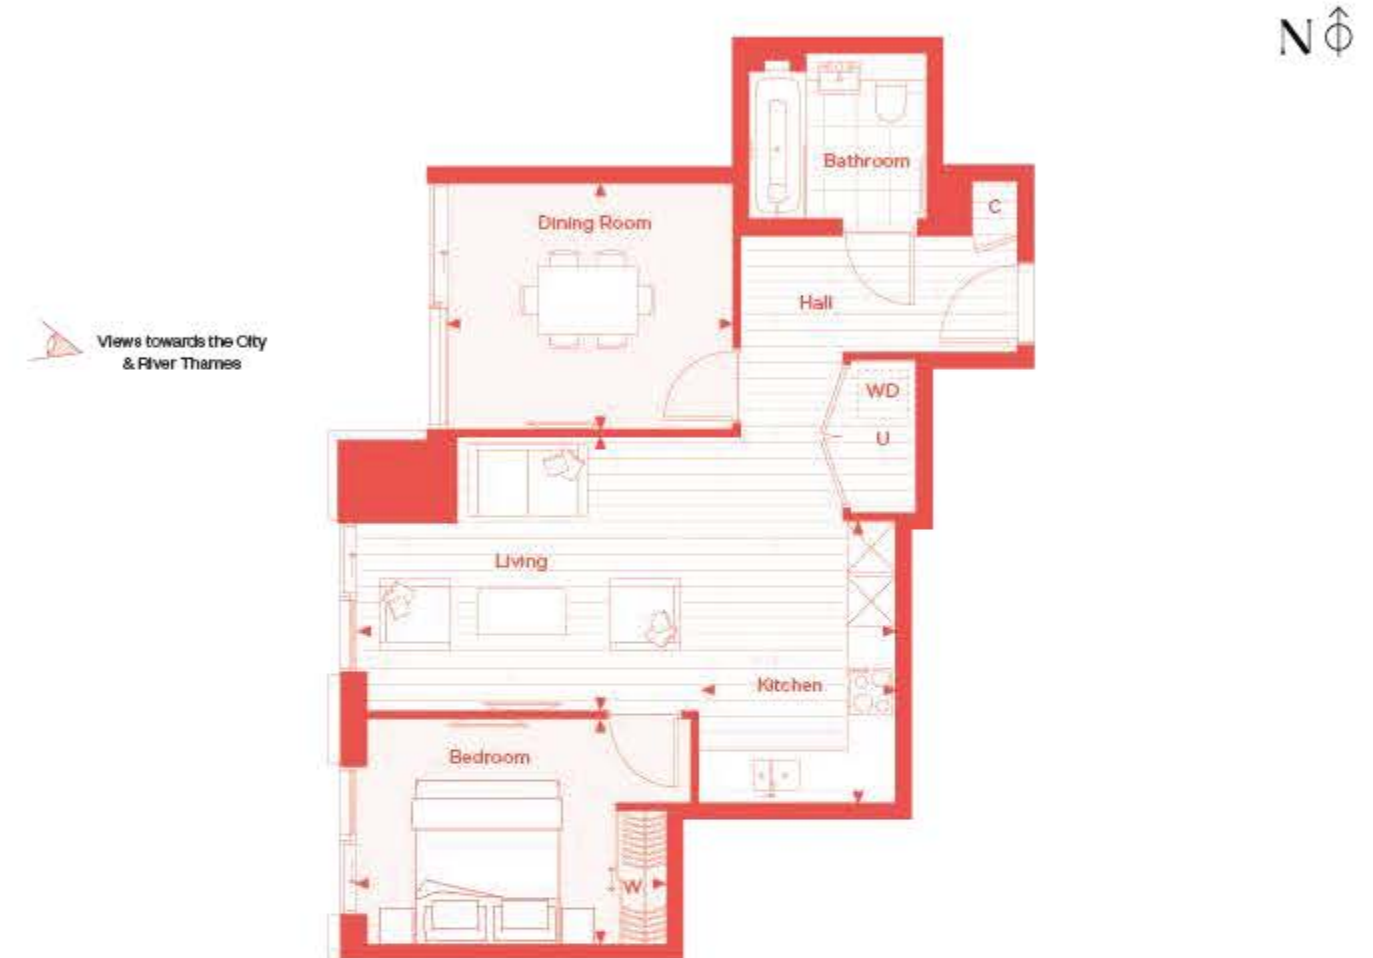 N
Bathroom
C
Dining Room
Hall
Views towards the City
& River Thames
WD
U
Living
Kitchen
Bedroom
W